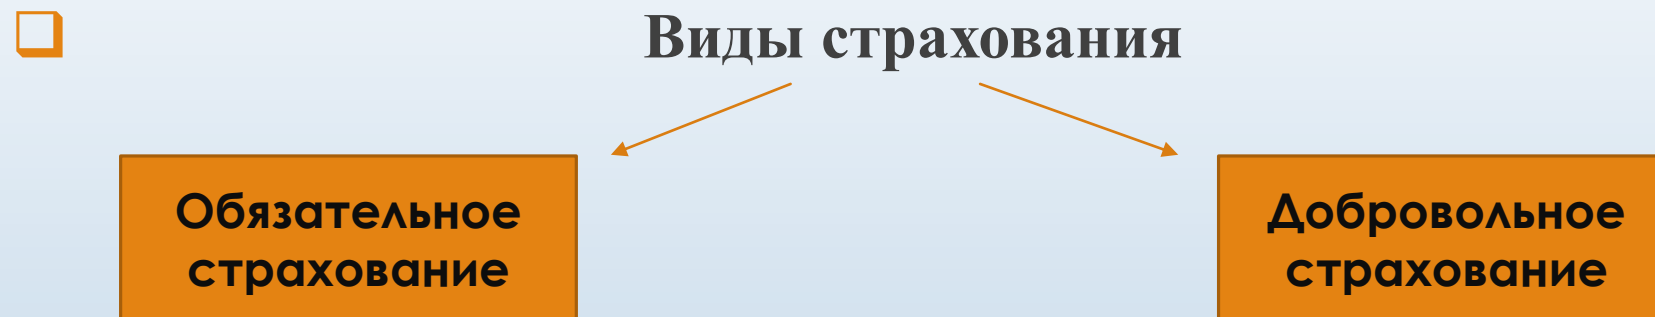 Виды страхования
Обязательное
страхование
Добровольное
страхование